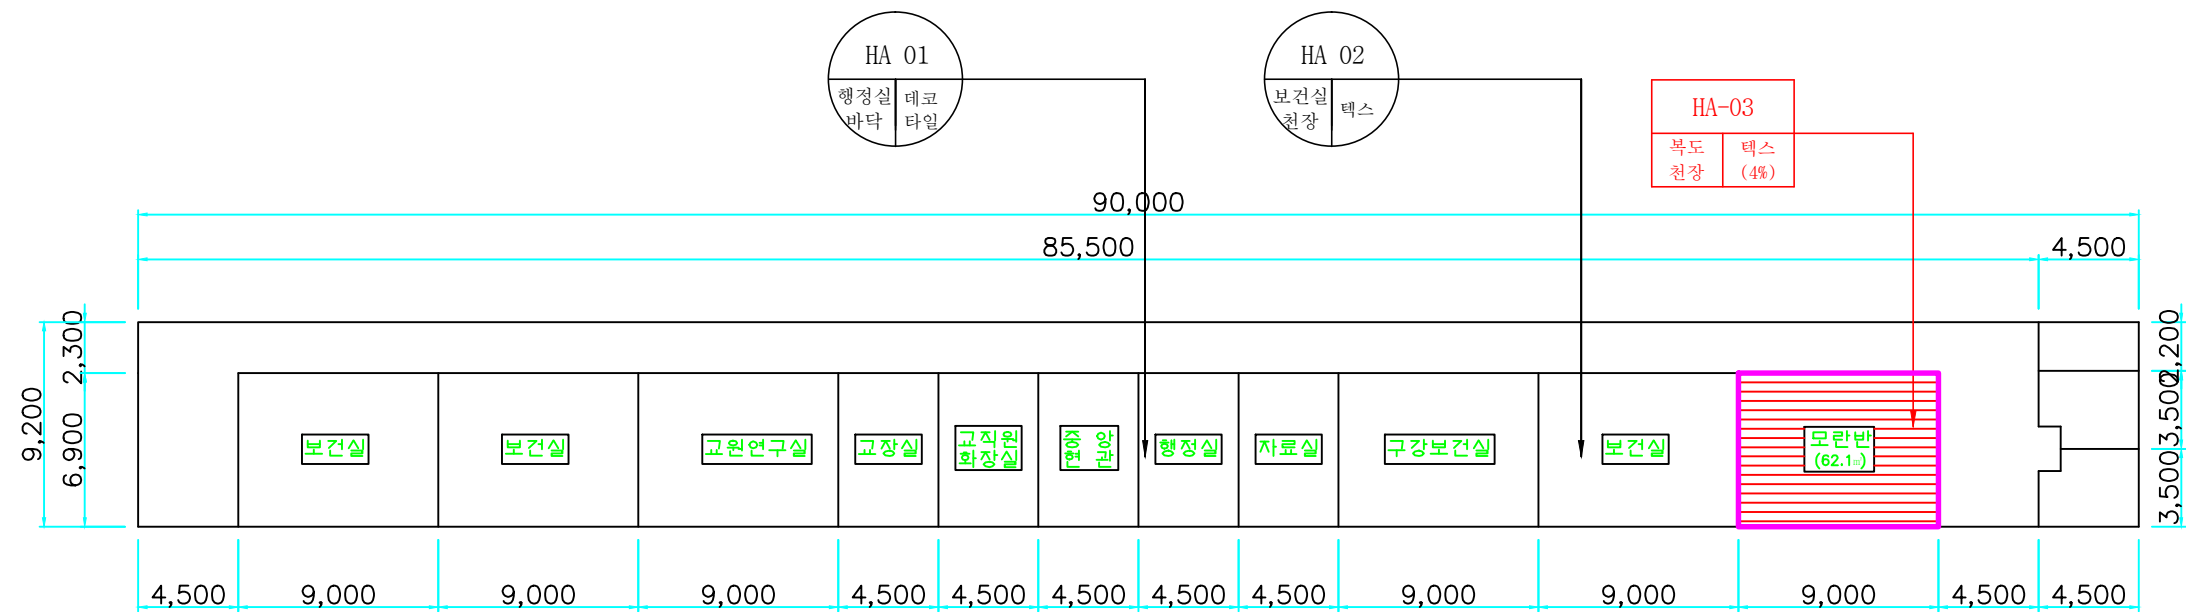 HA 01
행정실
바닥
데코
타일
HA 02
보건실
천장
텍스
HA-03
복도
천장
텍스
(4%)
90,000
85,500
4,500
9,200
2,300
6,900
2,200
3,500
3,500
보건실
보건실
교원연구실
교장실
교직원
화장실
중 앙
현 관
행정실
자료실
구강보건실
보건실
모란반
(62.1㎡)
4,500
9,000
9,000
9,000
4,500
4,500
4,500
4,500
4,500
9,000
9,000
9,000
4,500
4,500